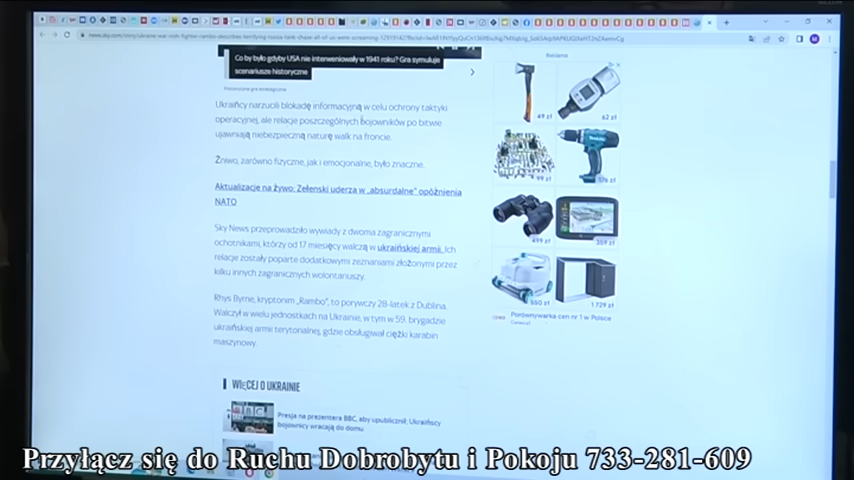 Co by było gdyby USA nie interweniowały w 1941 roku? Gra symuluje
scenariusze historyczne
Ukraińcy narzucili blokadę informacyjną w celu ochrony taktyki
operacyjnej, ale relacje poszczególnych bojowników po bitwie
ujawniają niebezpieczną naturę walk na froncie.
Żniwo, zarówno fizyczne, jak i emocjonalne, było znaczne.
Aktualizacje na żywo: Zełenski uderza w „absurdalne" opóźnienia
NATO
Sky News przeprowadziło wywiady z dwoma zagranicznymi
ochotnikami, którzy od 17 miesięcy walczą w ukraińskiej armii. Ich
relacje zostały poparte dodatkowymi zeznaniami złożonymi przez
kilku innych zagranicznych wolontariuszy.
Rhys Byrne, kryptonim „Rambo", to porywczy 28-latek z Dublina.
Walczył w wielu jednostkach na Ukrainie, w tym w 59. brygadzie
ukraińskiej armii terytorialnej, gdzie obsługiwał ciężki karabin
maszynowy.
WIĘCEJ O UKRAINIE
BBC
Presja na prezentera BBC, aby upublicznił; Ukraińscy
bojownicy wracają do domu
Reklama
49 zł
62 zł
499 zł
359 zł
550 zł
1 729 zł
Porównywarka cen nr 1 w Polsce
Przyłącz się do Ruchu Dobrobytu i Pokoju 733-281-609